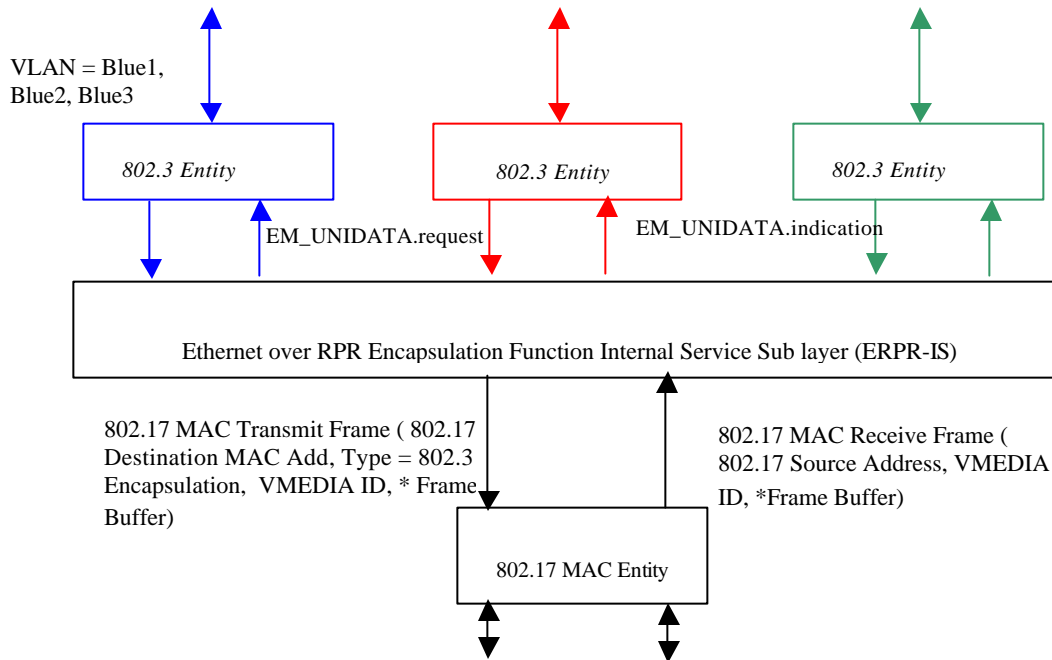 VLAN = Blue1,
Blue2, Blue3
802.3 Entity
802.3 Entity
802.3 Entity
EM_UNIDATA.request
EM_UNIDATA.indication
Ethernet over RPR Encapsulation Function Internal Service Sub layer (ERPR-IS)
802.17 MAC Transmit Frame ( 802.17
Destination MAC Add, Type = 802.3
Encapsulation, VMEDIA ID, * Frame
Buffer)
802.17 MAC Receive Frame (
802.17 Source Address, VMEDIA
ID, *Frame Buffer)
802.17 MAC Entity